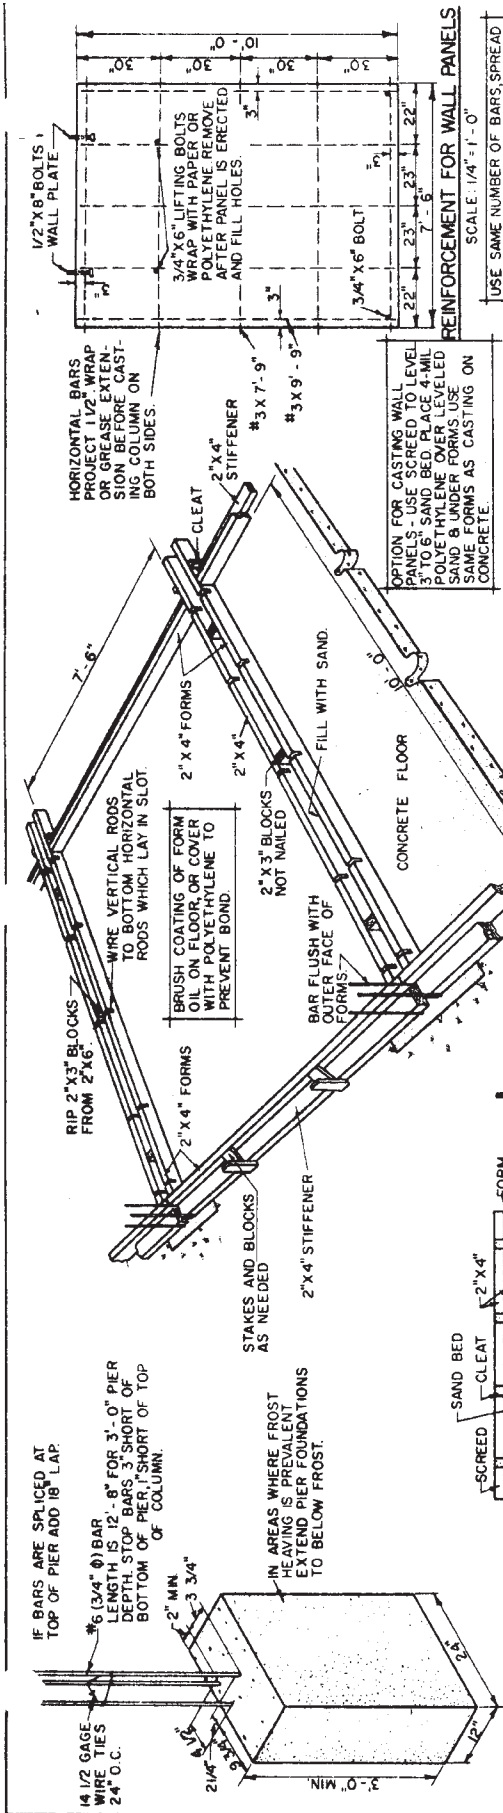 IF BARS ARE SPLICED AT
TOP OF PIER ADD 18" LAP.
14 1/2 GAGE
WIRE TIES
24" O.C.
#6 (3/4" Φ) BAR
LENGTH IS 12'-8" FOR 3'-0" PIER
DEPTH. STOP BARS 3" SHORT OF
BOTTOM OF PIER, 1" SHORT OF TOP
OF COLUMN.
2" MIN.
3 3/4"
4 1/2"
2 1/4"
9 3/4"
3'-0" MIN.
12"
24"
IN AREAS WHERE FROST
HEAVING IS PREVALENT
EXTEND PIER FOUNDATIONS
TO BELOW FROST.
RIP 2"X3" BLOCKS
FROM 2"X6".
WIRE VERTICAL RODS
TO BOTTOM HORIZONTAL
RODS WHICH LAY IN SLOT.
7'-6"
2"X4" FORMS
BRUSH COATING OF FORM
OIL ON FLOOR, OR COVER
WITH POLYETHYLENE TO
PREVENT BOND.
2"X4" FORMS
2"X4"
CLEAT
2"X4"
STIFFENER
STAKES AND BLOCKS
AS NEEDED
2"X4" STIFFENER
2"X3" BLOCKS
NOT NAILED
FILL WITH SAND.
BAR FLUSH WITH
OUTER FACE OF
FORMS.
CONCRETE FLOOR
0'-0"
SCREED
SAND BED
CLEAT
2"X4"
FORM
HORIZONTAL BARS
PROJECT 1 1/2". WRAP
OR GREASE EXTEN-
SION BEFORE CAST-
ING COLUMN ON
BOTH SIDES.
1/2"X8" BOLTS,
WALL PLATE
3"
3/4"X6" LIFTING BOLTS
WRAP WITH PAPER OR
POLYETHYLENE. REMOVE
AFTER PANEL IS ERECTED
AND FILL HOLES.
3"
3"
3"
3/4"X6" BOLT
#3 X 7'-9"
#3 X 9'-9"
30"
30"
30"
30"
10'-0"
22"
23"
23"
22"
7'-6"
REINFORCEMENT FOR WALL PANELS
SCALE: 1/4" = 1'-0"
USE SAME NUMBER OF BARS, SPREAD
OPTION FOR CASTING WALL
PANELS - USE SCREED TO LEVEL
3" TO 6" SAND BED. PLACE 4-MIL
POLYETHYLENE OVER LEVELED
SAND & UNDER FORMS. USE
SAME FORMS AS CASTING ON
CONCRETE.